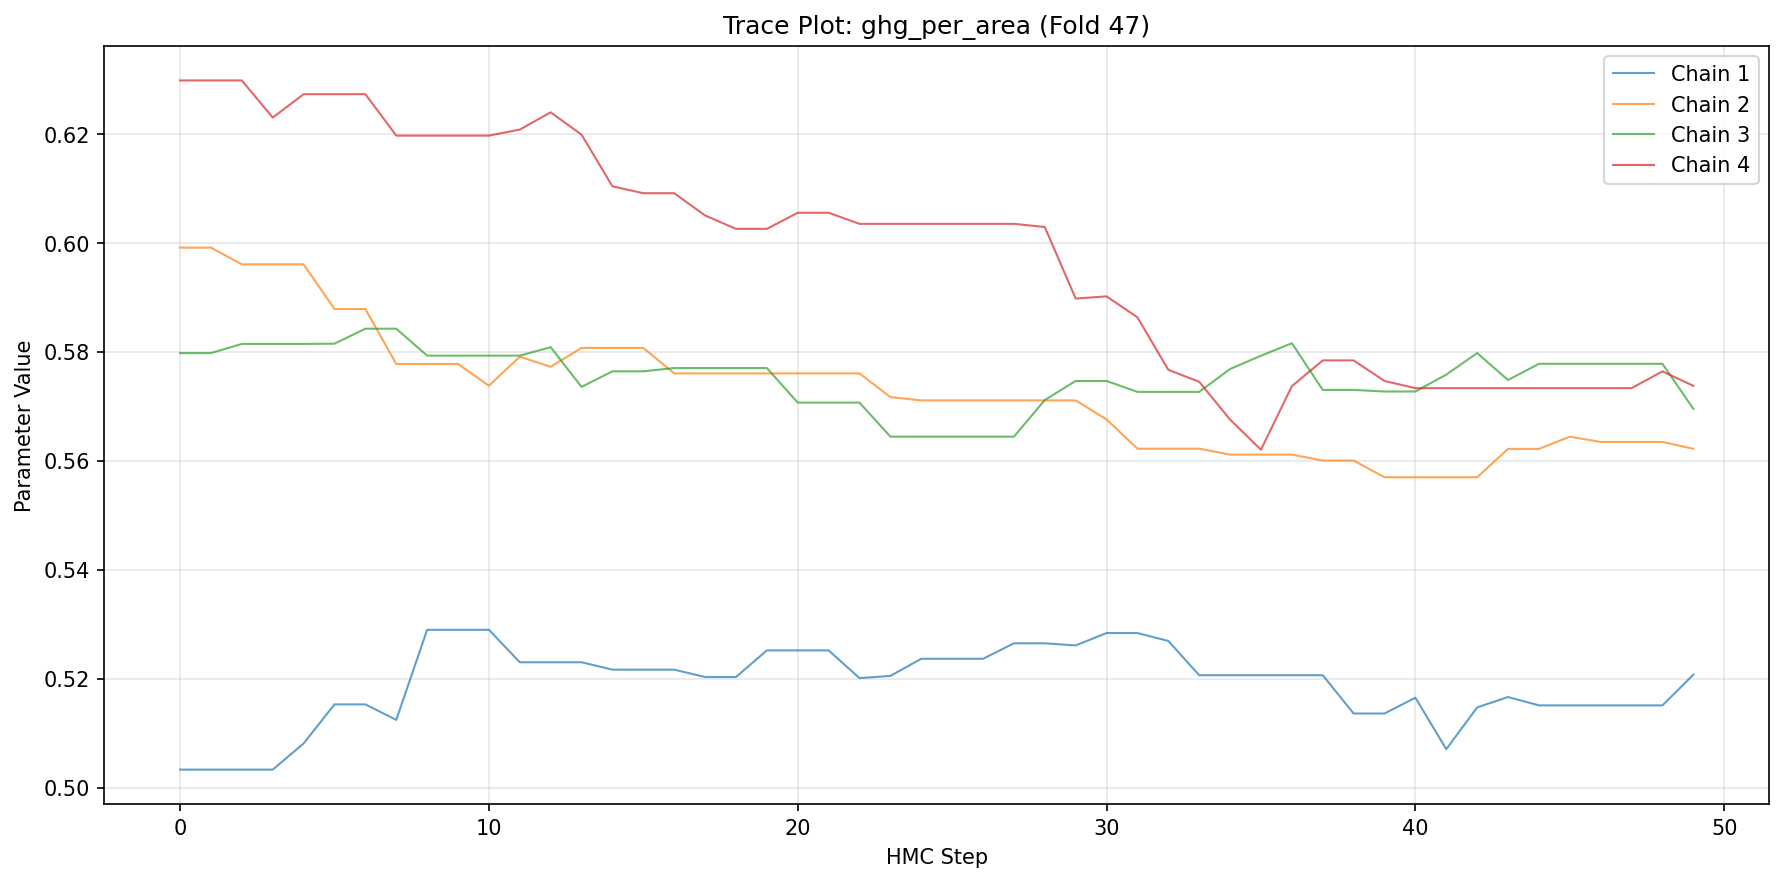 Trace Plot: ghg_per_area (Fold 47)
Chain 1
Chain 2
Chain 3
Chain 4
Parameter Value
0.62
0.60
0.58
0.56
0.54
0.52
0.50
0 10 20 30 40 50
HMC Step